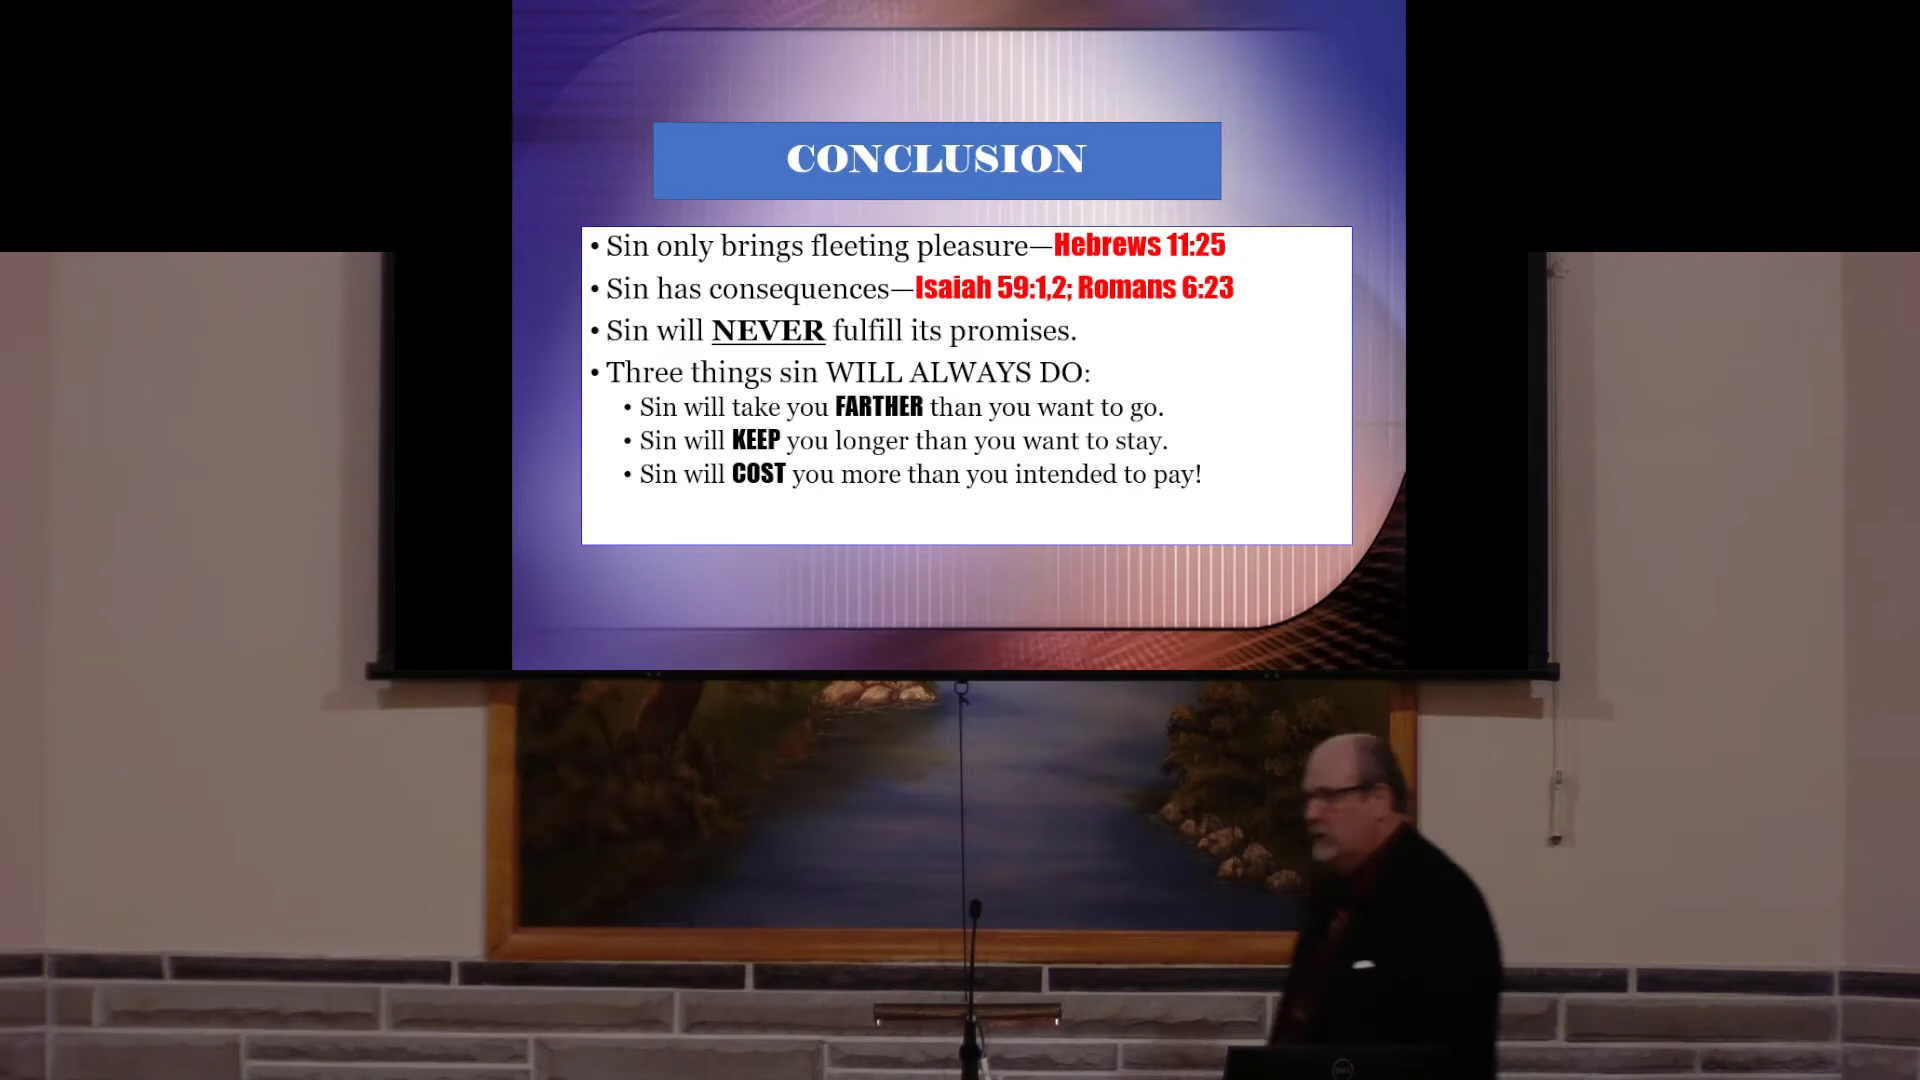 CONCLUSION
• Sin only brings fleeting pleasure—Hebrews 11:25
• Sin has consequences—Isaiah 59:1,2; Romans 6:23
• Sin will NEVER fulfill its promises.
• Three things sin WILL ALWAYS DO:
• Sin will take you FARTHER than you want to go.
• Sin will KEEP you longer than you want to stay.
• Sin will COST you more than you intended to pay!